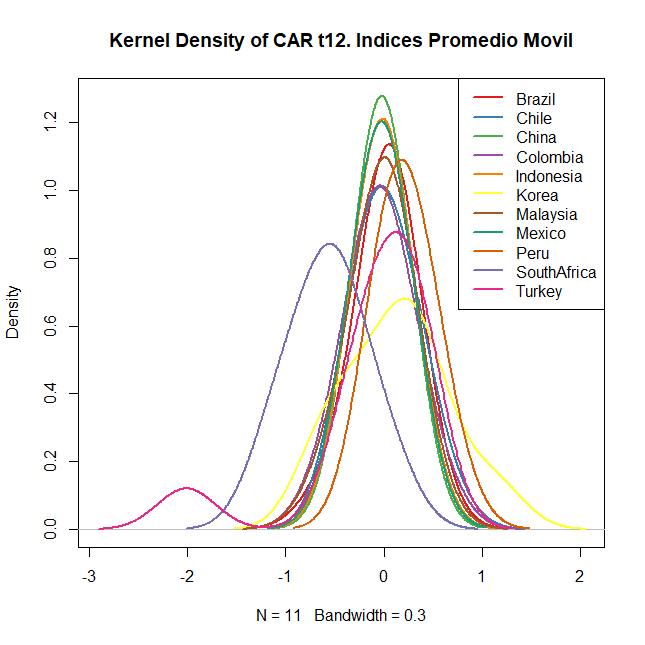 Kernel Density of CAR t12. Indices Promedio Movil
Brazil
Chile
China
Colombia
Indonesia
Korea
Malaysia
Mexico
Peru
SouthAfrica
Turkey
Density
0.0
0.2
0.4
0.6
0.8
1.0
1.2
-3
-2
-1
0
1
2
N = 11 Bandwidth = 0.3